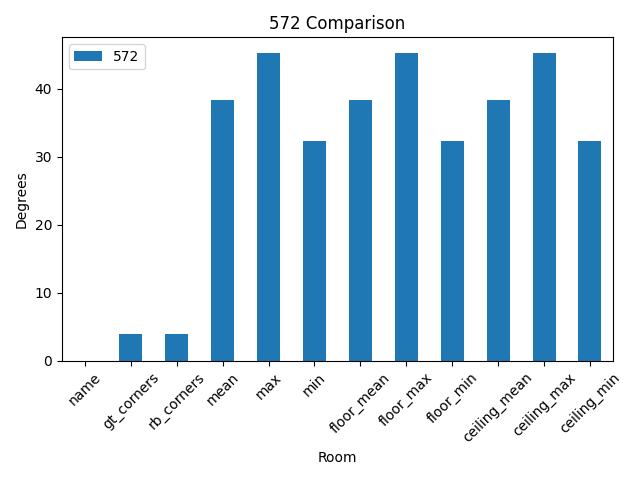 572 Comparison
572
Degrees
40
30
20
10
0
name
gt_corners
rb_corners
mean
max
min
floor_mean
floor_max
floor_min
ceiling_mean
ceiling_max
ceiling_min
Room